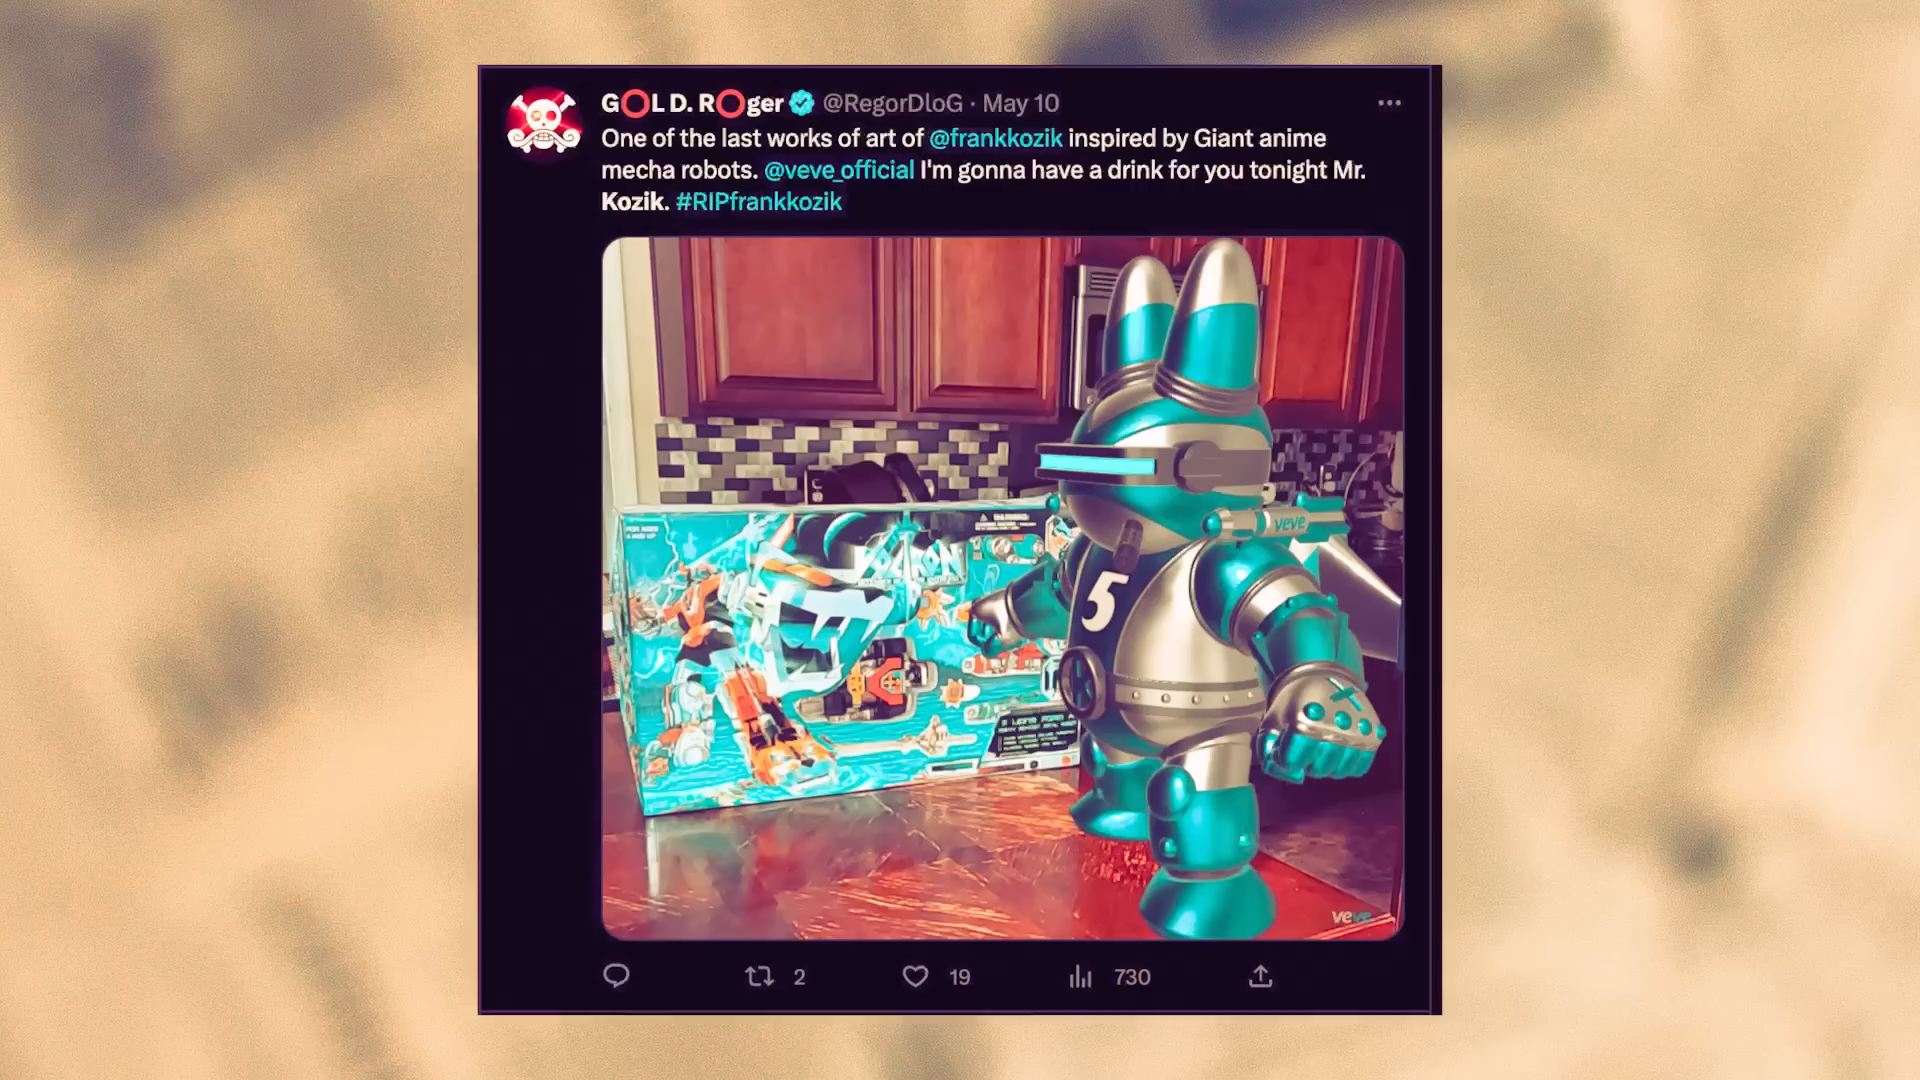 G⭕L D. R⭕ger @RegorDloG · May 10
One of the last works of art of @frankkozik inspired by Giant anime
mecha robots. @veve_official I'm gonna have a drink for you tonight Mr.
Kozik. #RIPfrankkozik
veve
5
veve
2 19 730